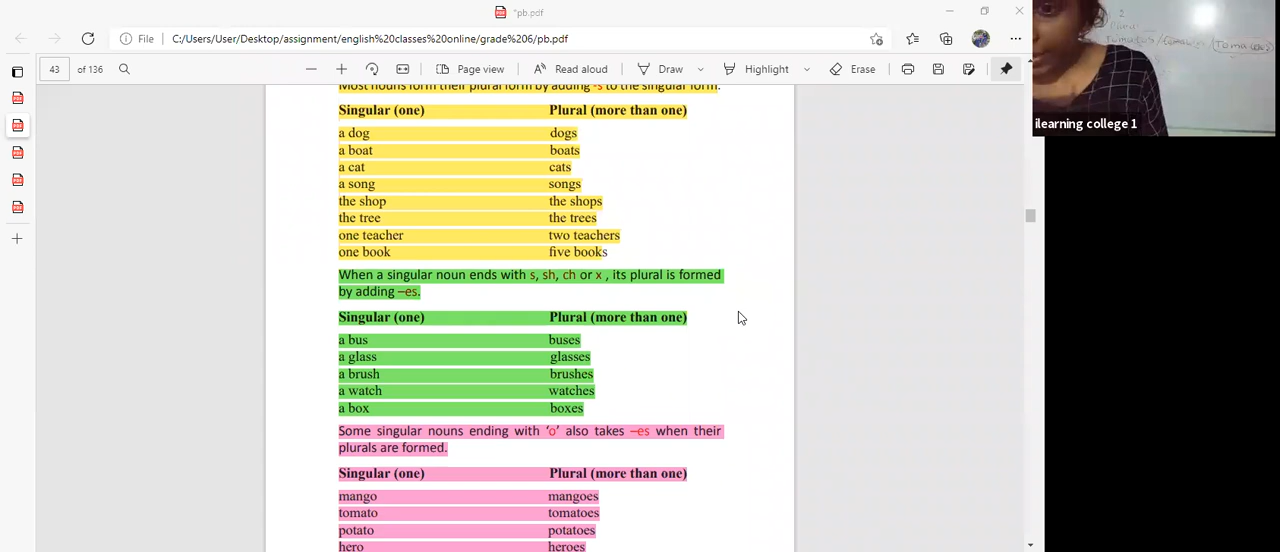 *pb.pdf
File C:/Users/User/Desktop/assignment/english%20classs%20online/grade%206/pb.pdf
43 of 136 Page view Read aloud Draw Highlight Erase
Most nouns form their plural form by adding -s to the singular form.
Singular (one) Plural (more than one)
a dog dogs
a boat boats
a cat cats
a song songs
the shop the shops
the tree the trees
one teacher two teachers
one book five books
When a singular noun ends with s, sh, ch or x , its plural is formed
by adding –es.
Singular (one) Plural (more than one)
a bus buses
a glass glasses
a brush brushes
a watch watches
a box boxes
Some singular nouns ending with ‘o’ also takes –es when their
plurals are formed.
Singular (one) Plural (more than one)
mango mangoes
tomato tomatoes
potato potatoes
hero heroes
2
ilearning college 1